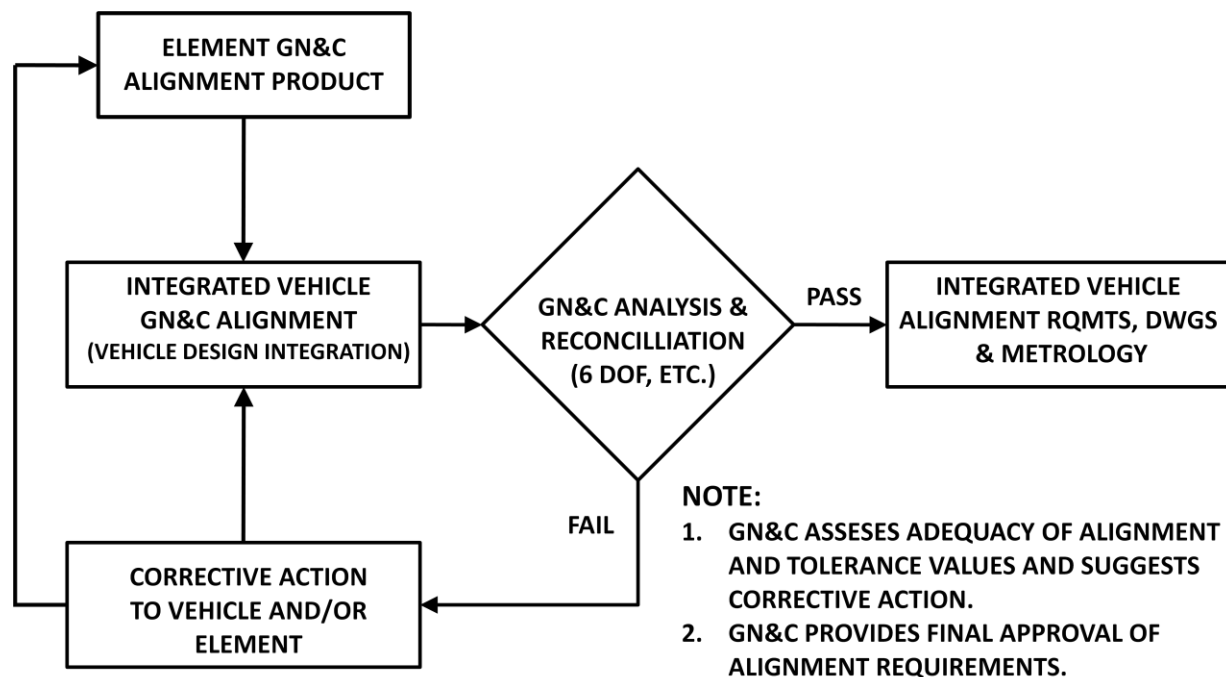 ELEMENT GN&C
ALIGNMENT PRODUCT
INTEGRATED VEHICLE
GN&C ALIGNMENT
(VEHICLE DESIGN INTEGRATION)
GN&C ANALYSIS &
RECONCILLIATION
(6 DOF, ETC.)
PASS
INTEGRATED VEHICLE
ALIGNMENT RQMTS, DWGS
& METROLOGY
FAIL
CORRECTIVE ACTION
TO VEHICLE AND/OR
ELEMENT
NOTE:
1. GN&C ASSESES ADEQUACY OF ALIGNMENT
AND TOLERANCE VALUES AND SUGGESTS
CORRECTIVE ACTION.
2. GN&C PROVIDES FINAL APPROVAL OF
ALIGNMENT REQUIREMENTS.